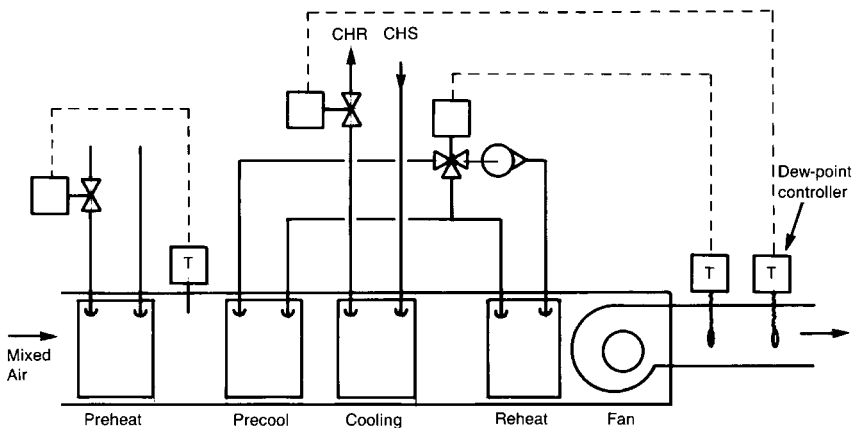 CHR CHS
Dew-point
controller
T
T T
Mixed
Air
Preheat Precool Cooling Reheat Fan